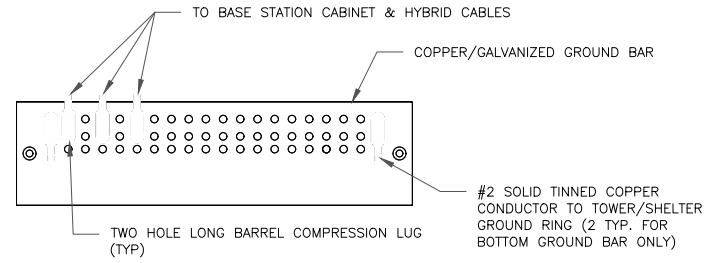 TO BASE STATION CABINET & HYBRID CABLES
COPPER/GALVANIZED GROUND BAR
#2 SOLID TINNED COPPER
CONDUCTOR TO TOWER/SHELTER
GROUND RING (2 TYP. FOR
BOTTOM GROUND BAR ONLY)
TWO HOLE LONG BARREL COMPRESSION LUG
(TYP)